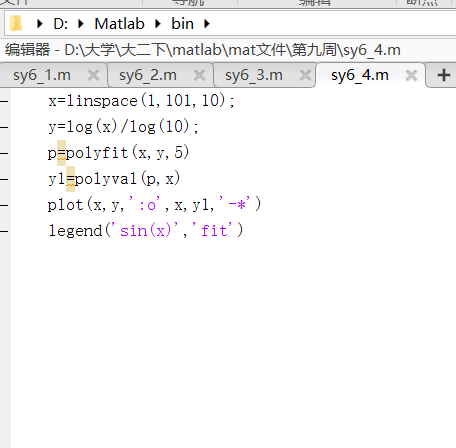 D: Matlab bin
编辑器 - D:\大学\大二下\matlab\mat文件\第九周\sy6_4.m
sy6_1.m sy6_2.m sy6_3.m sy6_4.m
x=linspace(1,101,10);
y=log(x)/log(10);
p=polyfit(x,y,5)
y1=polyval(p,x)
plot(x,y,':o',x,y1,'-*')
legend('sin(x)','fit')